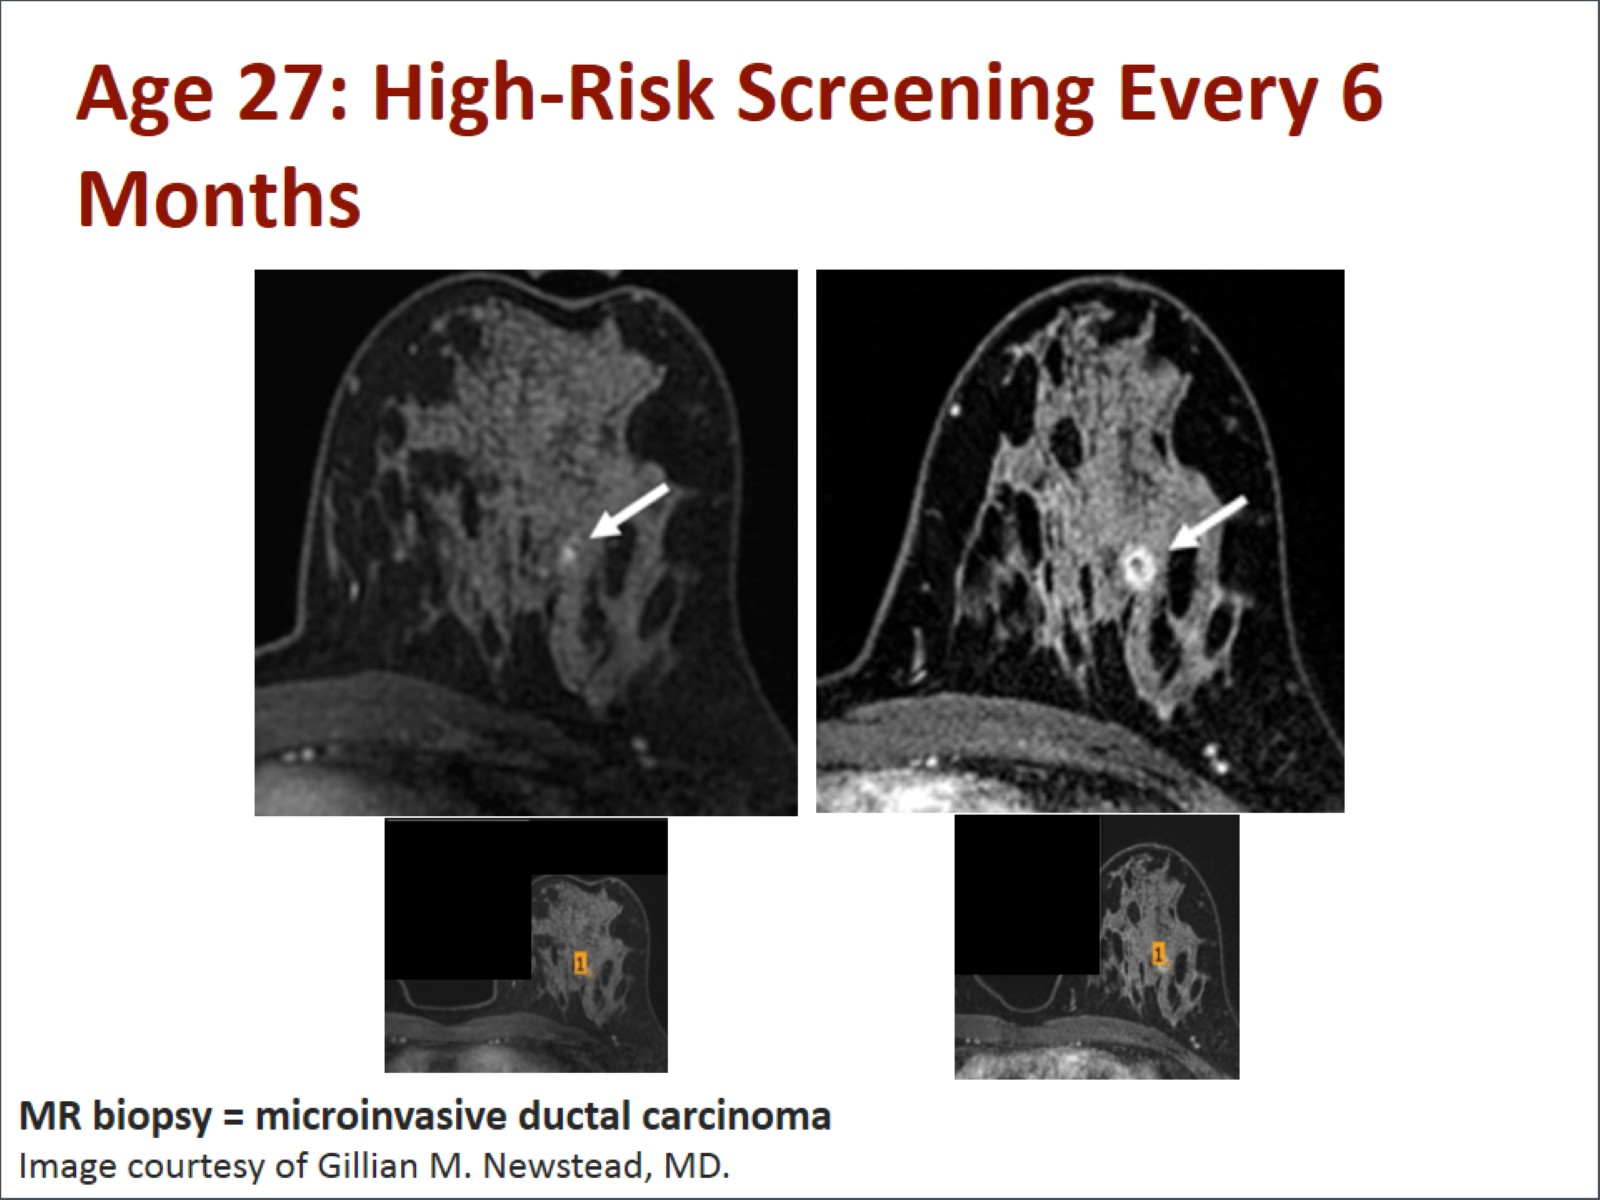 Age 27: High-Risk Screening Every 6
Months
1
1
MR biopsy = microinvasive ductal carcinoma
Image courtesy of Gillian M. Newstead, MD.